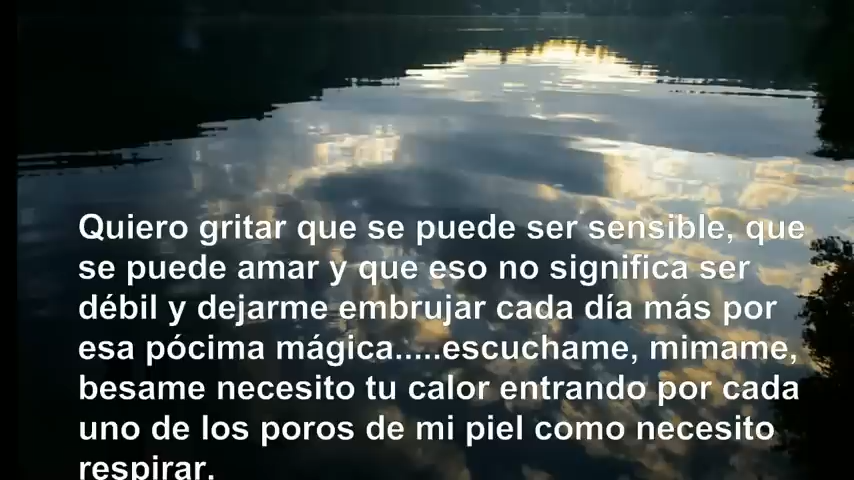 Quiero gritar que se puede ser sensible, que
se puede amar y que eso no significa ser
débil y dejarme embrujar cada día más por
esa pócima mágica.....escuchame, mimame,
besame necesito tu calor entrando por cada
uno de los poros de mi piel como necesito
respirar.